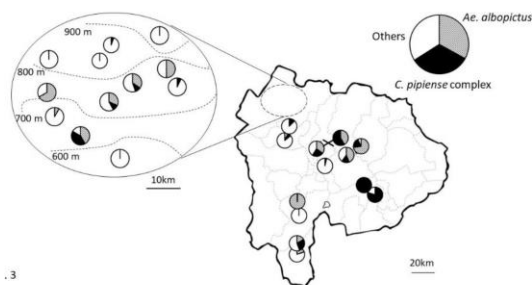 900 m
800 m
700 m
600 m
10km
Others
Ae. albopictus
C. pipiense complex
20km
. 3